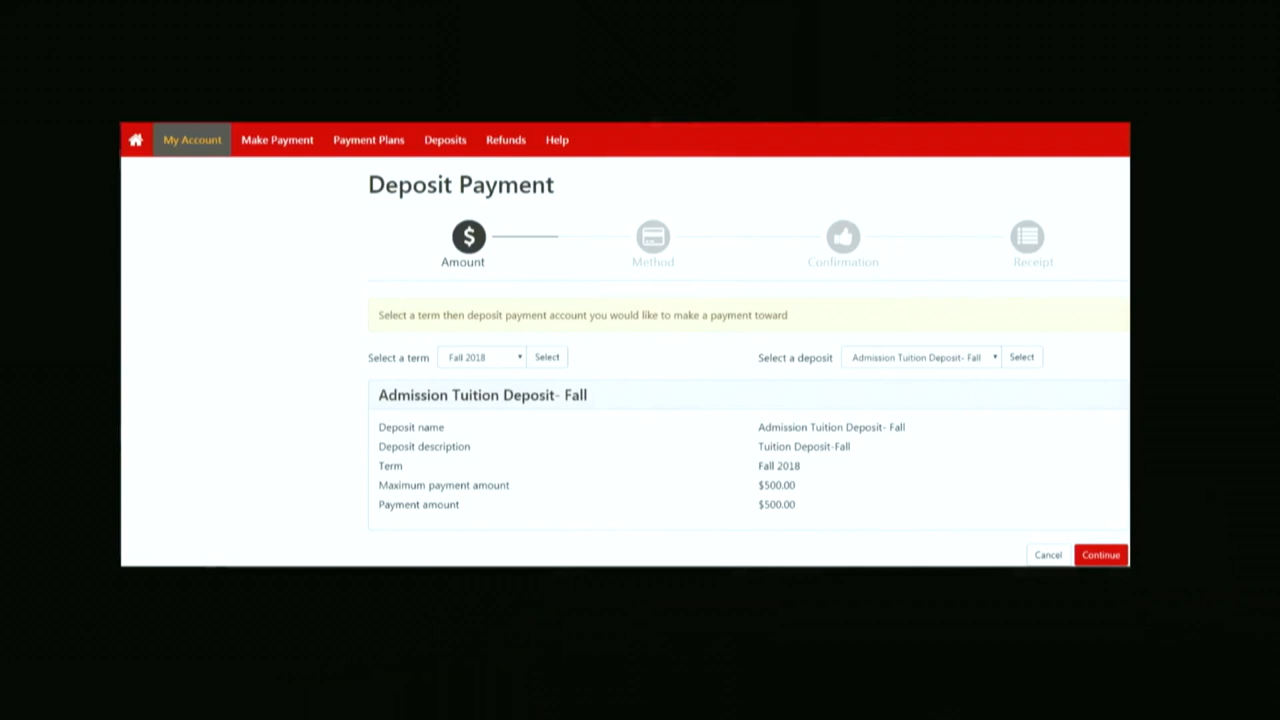 My Account Make Payment Payment Plans Deposits Refunds Help
Deposit Payment
$
Amount Method Confirmation Receipt
Select a term then deposit payment account you would like to make a payment toward
Select a term Fall 2018 Select Select a deposit Admission Tuition Deposit- Fall Select
Admission Tuition Deposit- Fall
Deposit name Admission Tuition Deposit- Fall
Deposit description Tuition Deposit-Fall
Term Fall 2018
Maximum payment amount $500.00
Payment amount $500.00
Cancel Continue